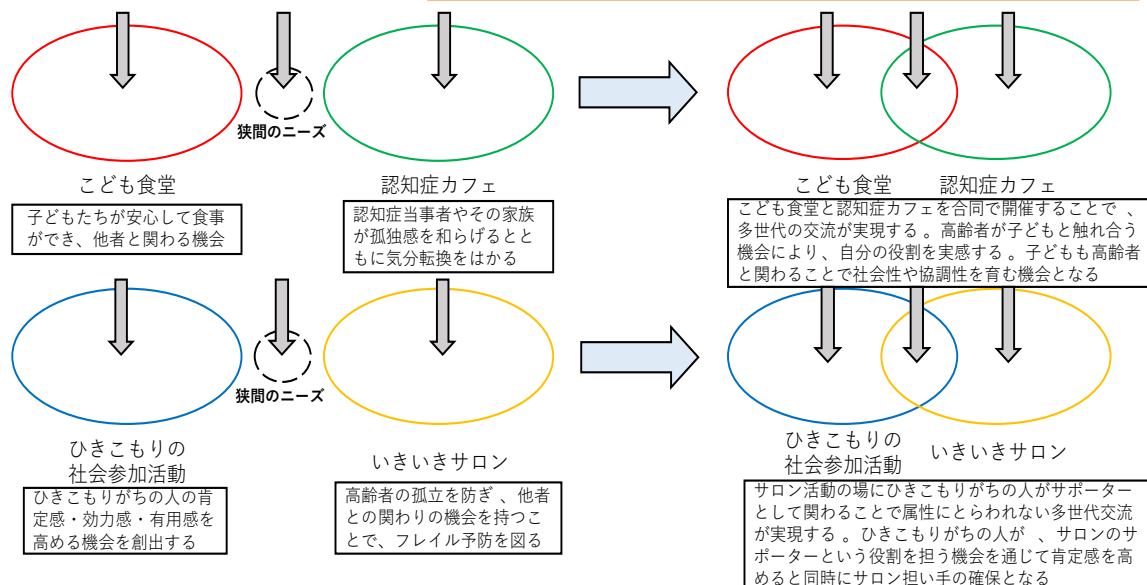 狭間のニーズ
こども食堂
子どもたちが安心して食事
ができ、他者と関わる機会
認知症カフェ
認知症当事者やその家族
が孤独感を和らげるとと
もに気分転換をはかる
こども食堂
認知症カフェ
こども食堂と認知症カフェを合同で開催することで、
多世代の交流が実現する。高齢者が子どもと触れ合う
機会により、自分の役割を実感する。子どもも高齢者
と関わることで社会性や協調性を育む機会となる
狭間のニーズ
ひきこもりの
社会参加活動
ひきこもりがちの人の肯
定感・効力感・有用感を
高める機会を創出する
いきいきサロン
高齢者の孤立を防ぎ、他者
との関わりの機会を持つこ
とで、フレイル予防を図る
ひきこもりの
社会参加活動
いきいきサロン
サロン活動の場にひきこもりがちの人がサポーター
として関わることで属性にとらわれない多世代交流
が実現する。ひきこもりがちの人が、サロンのサ
ポーターという役割を担う機会を通じて肯定感を高
めると同時にサロン担い手の確保となる